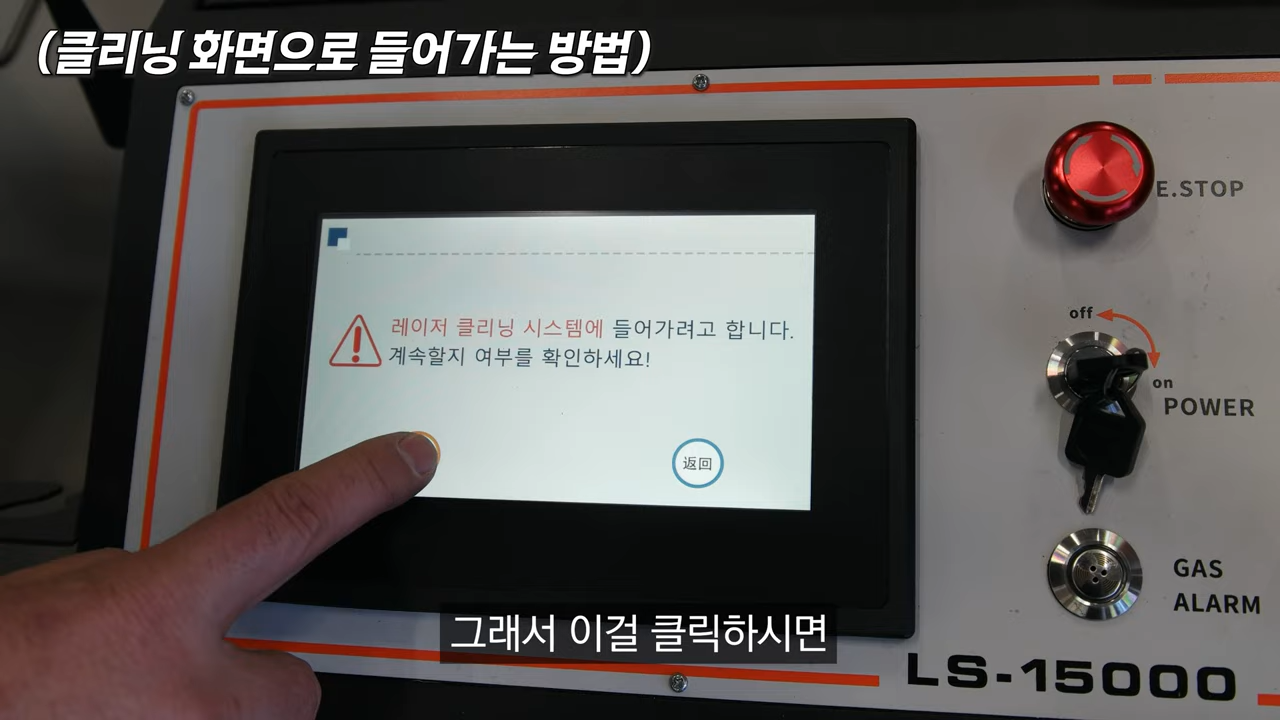 (클리닝 화면으로 들어가는 방법)
E.STOP
레이저 클리닝 시스템에 들어가려고 합니다.
계속할지 여부를 확인하세요!
off
on
POWER
返回
GAS
ALARM
그래서 이걸 클릭하시면
LS-15000